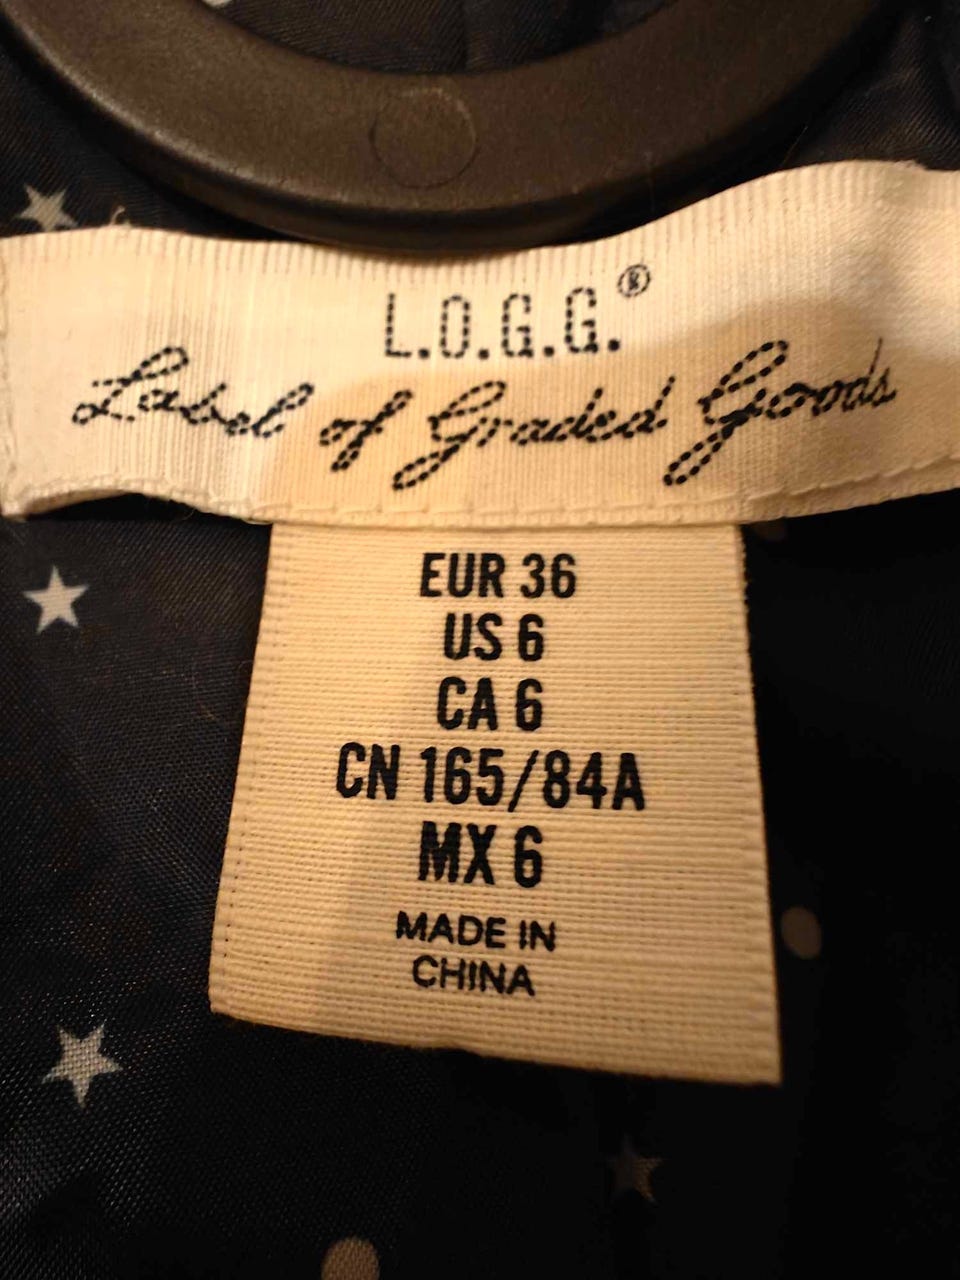 L.O.G.G.®
Label of Graded Goods
EUR 36
US 6
CA 6
CN 165/84A
MX 6
MADE IN
CHINA